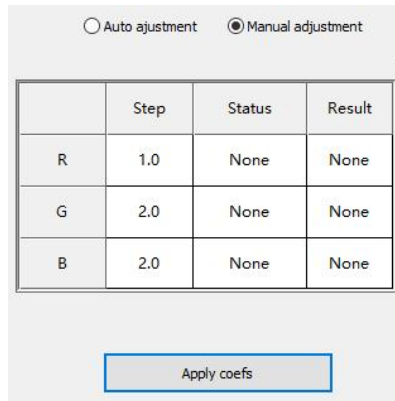 Auto ajustment Manual adjustment
Step Status Result
R 1.0 None None
G 2.0 None None
B 2.0 None None
Apply coefs